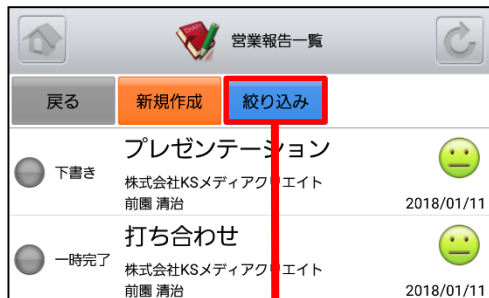 営業報告一覧
戻る 新規作成 絞り込み
プレゼンテーション
下書き
株式会社KSメディアクリエイト
前園 清治 2018/01/11
打ち合わせ
一時完了
株式会社KSメディアクリエイト
前園 清治 2018/01/11